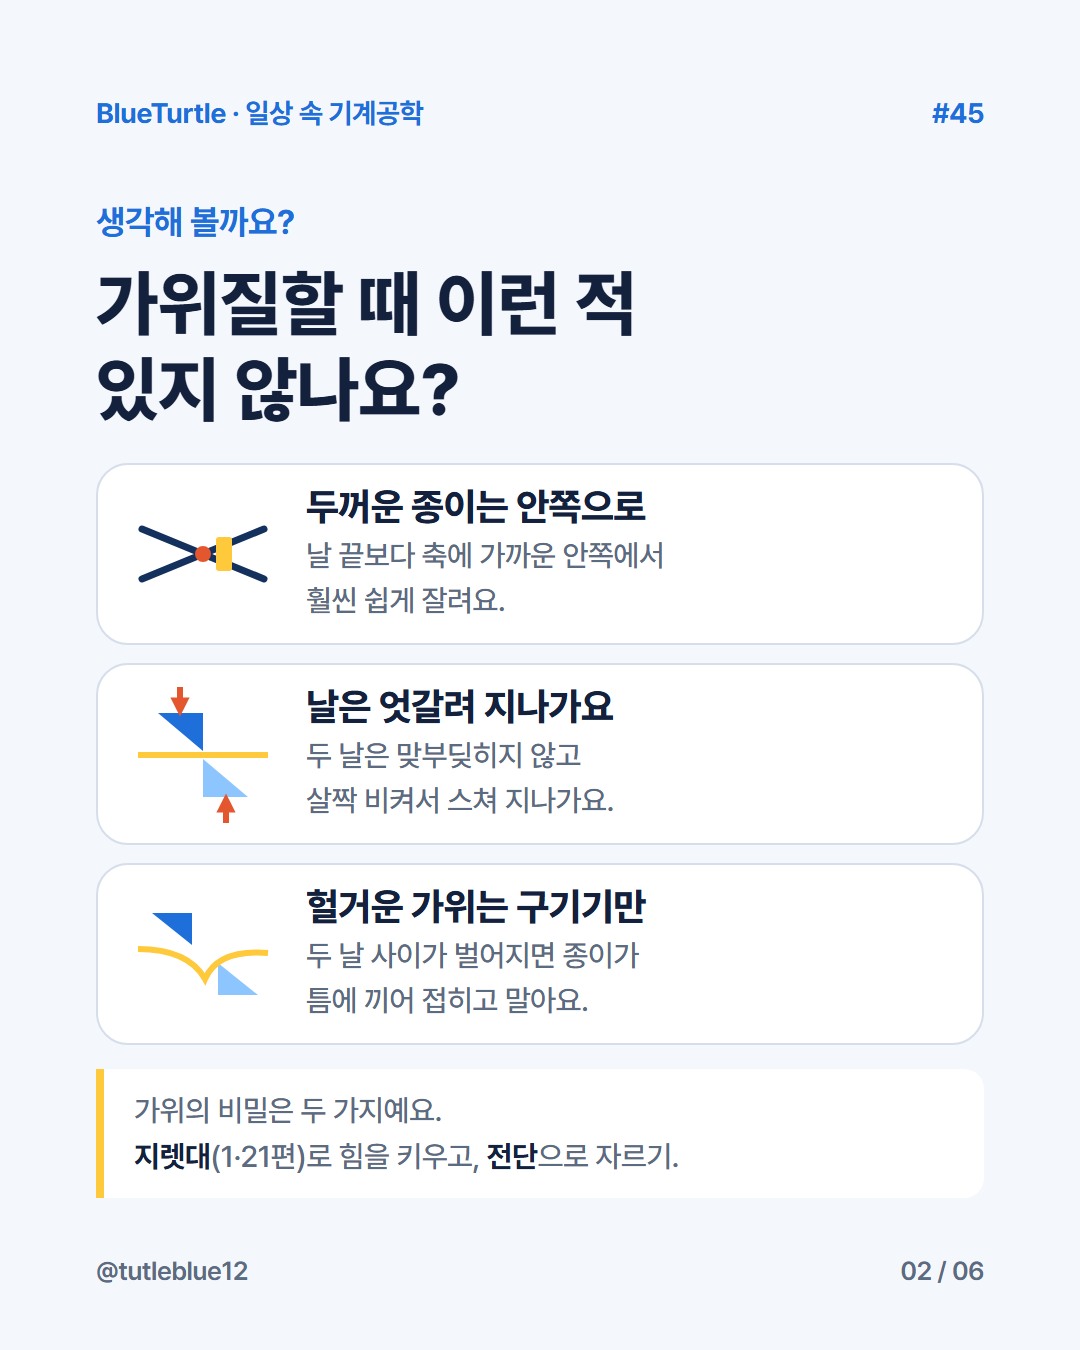 BlueTurtle · 일상 속 기계공학
#45
생각해 볼까요?
가위질할 때 이런 적
있지 않나요?
두꺼운 종이는 안쪽으로
날 끝보다 축에 가까운 안쪽에서
훨씬 쉽게 잘려요.
날은 엇갈려 지나가요
두 날은 맞부딪히지 않고
살짝 비켜서 스쳐 지나가요.
헐거운 가위는 구기기만
두 날 사이가 벌어지면 종이가
틈에 끼어 접히고 말아요.
가위의 비밀은 두 가지예요.
지렛대(1·21편)로 힘을 키우고, 전단으로 자르기.
@tutleblue12
02 / 06